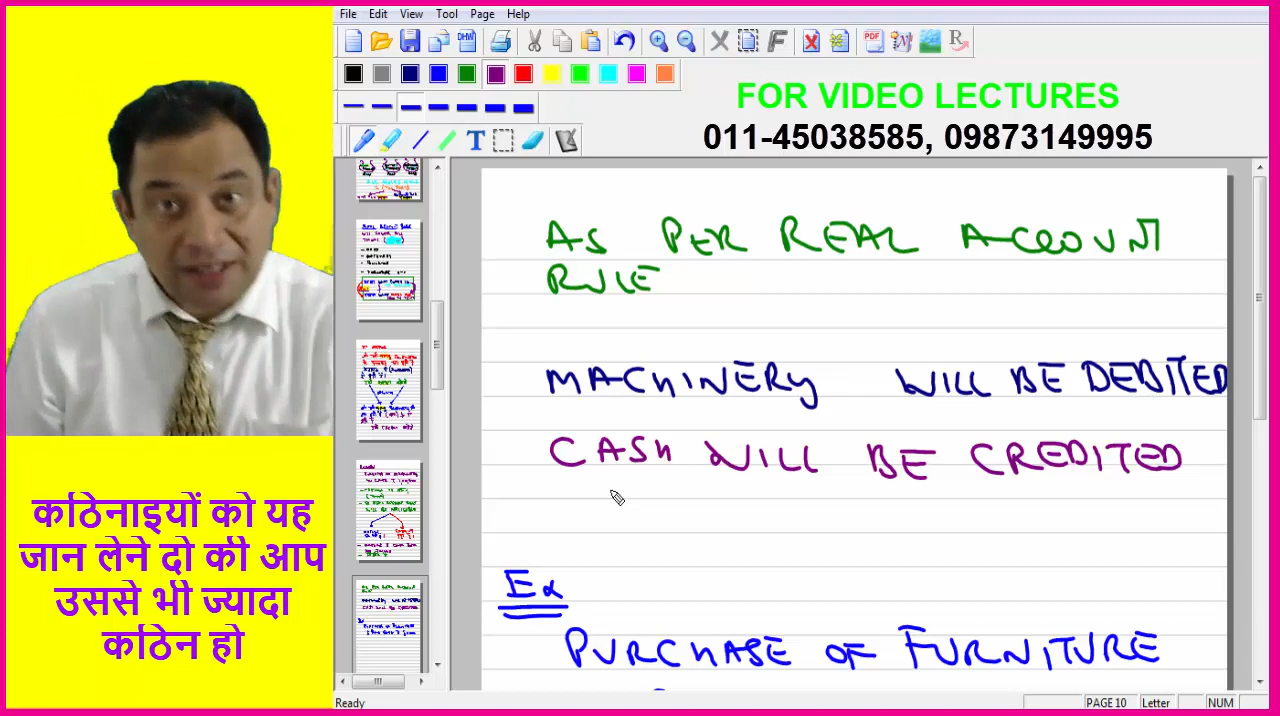 File Edit View Tool Page Help
FOR VIDEO LECTURES
011-45038585, 09873149995
AS PER REAL ACCOUNT
RULE
MACHINERY WILL BE DEBITED
CASH WILL BE CREDITED
Ex
PURCHASE OF FURNITURE
कठिनाइयों को यह
जान लेने दो की आप
उससे भी ज्यादा
कठिन हो
Ready PAGE 10 Letter NUM